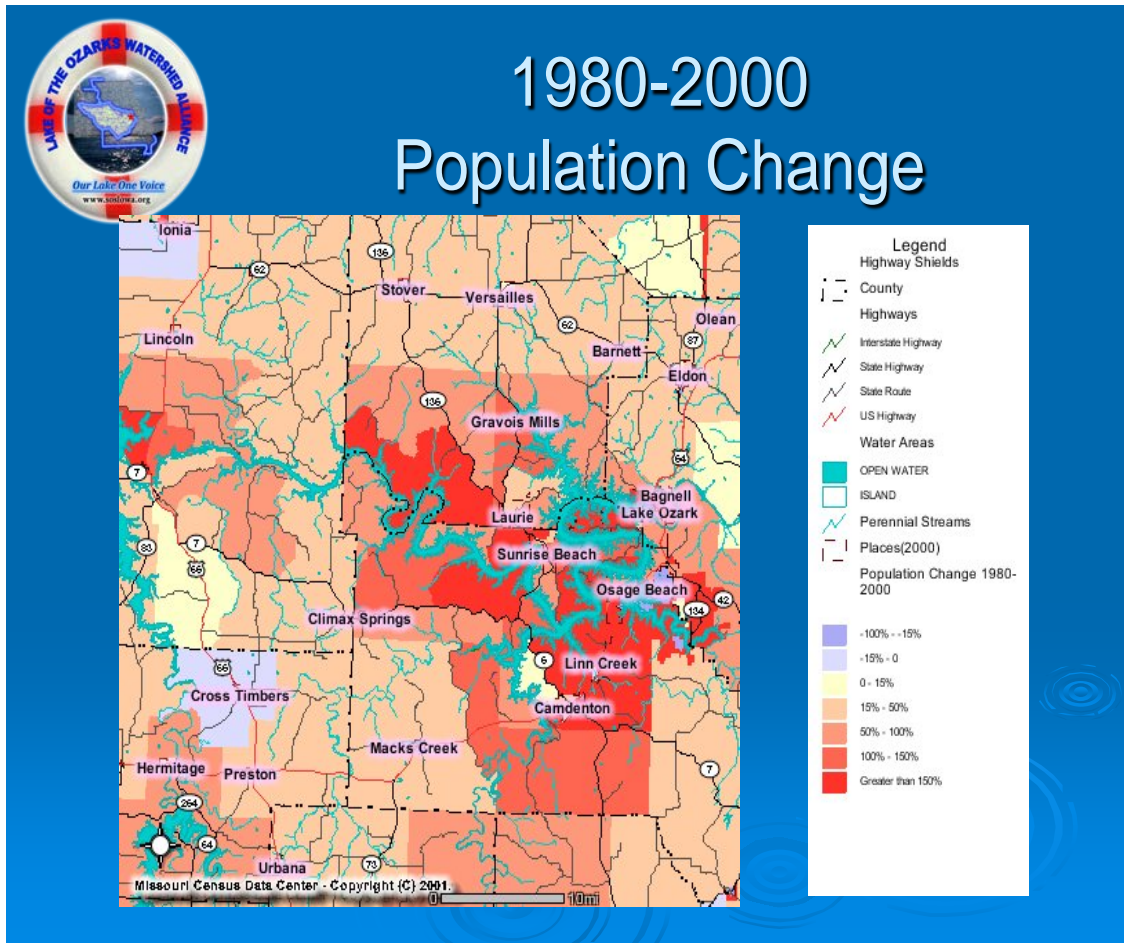 LAKE OF THE OZARKS WATERSHED ALLIANCE
Our Lake One Voice
www.soslowa.org
1980-2000
Population Change
Ionia
136
62
Stover
Versailles
Olean
Lincoln
62
87
Barnett
Eldon
136
Gravois Mills
64
7
Bagnell
Lake Ozark
Laurie
83
7
66
Sunrise Beach
Osage Beach
42
134
Climax Springs
66
6
Linn Creek
Cross Timbers
Camdenton
Macks Creek
Hermitage
Preston
7
264
64
Urbana
73
Missouri Census Data Center - Copyright (C) 2001.
0
10mi
Legend
Highway Shields
County
Highways
Interstate Highway
State Highway
State Route
US Highway
Water Areas
OPEN WATER
ISLAND
Perennial Streams
Places(2000)
Population Change 1980-
2000
-100% - -15%
-15% - 0
0 - 15%
15% - 50%
50% - 100%
100% - 150%
Greater than 150%